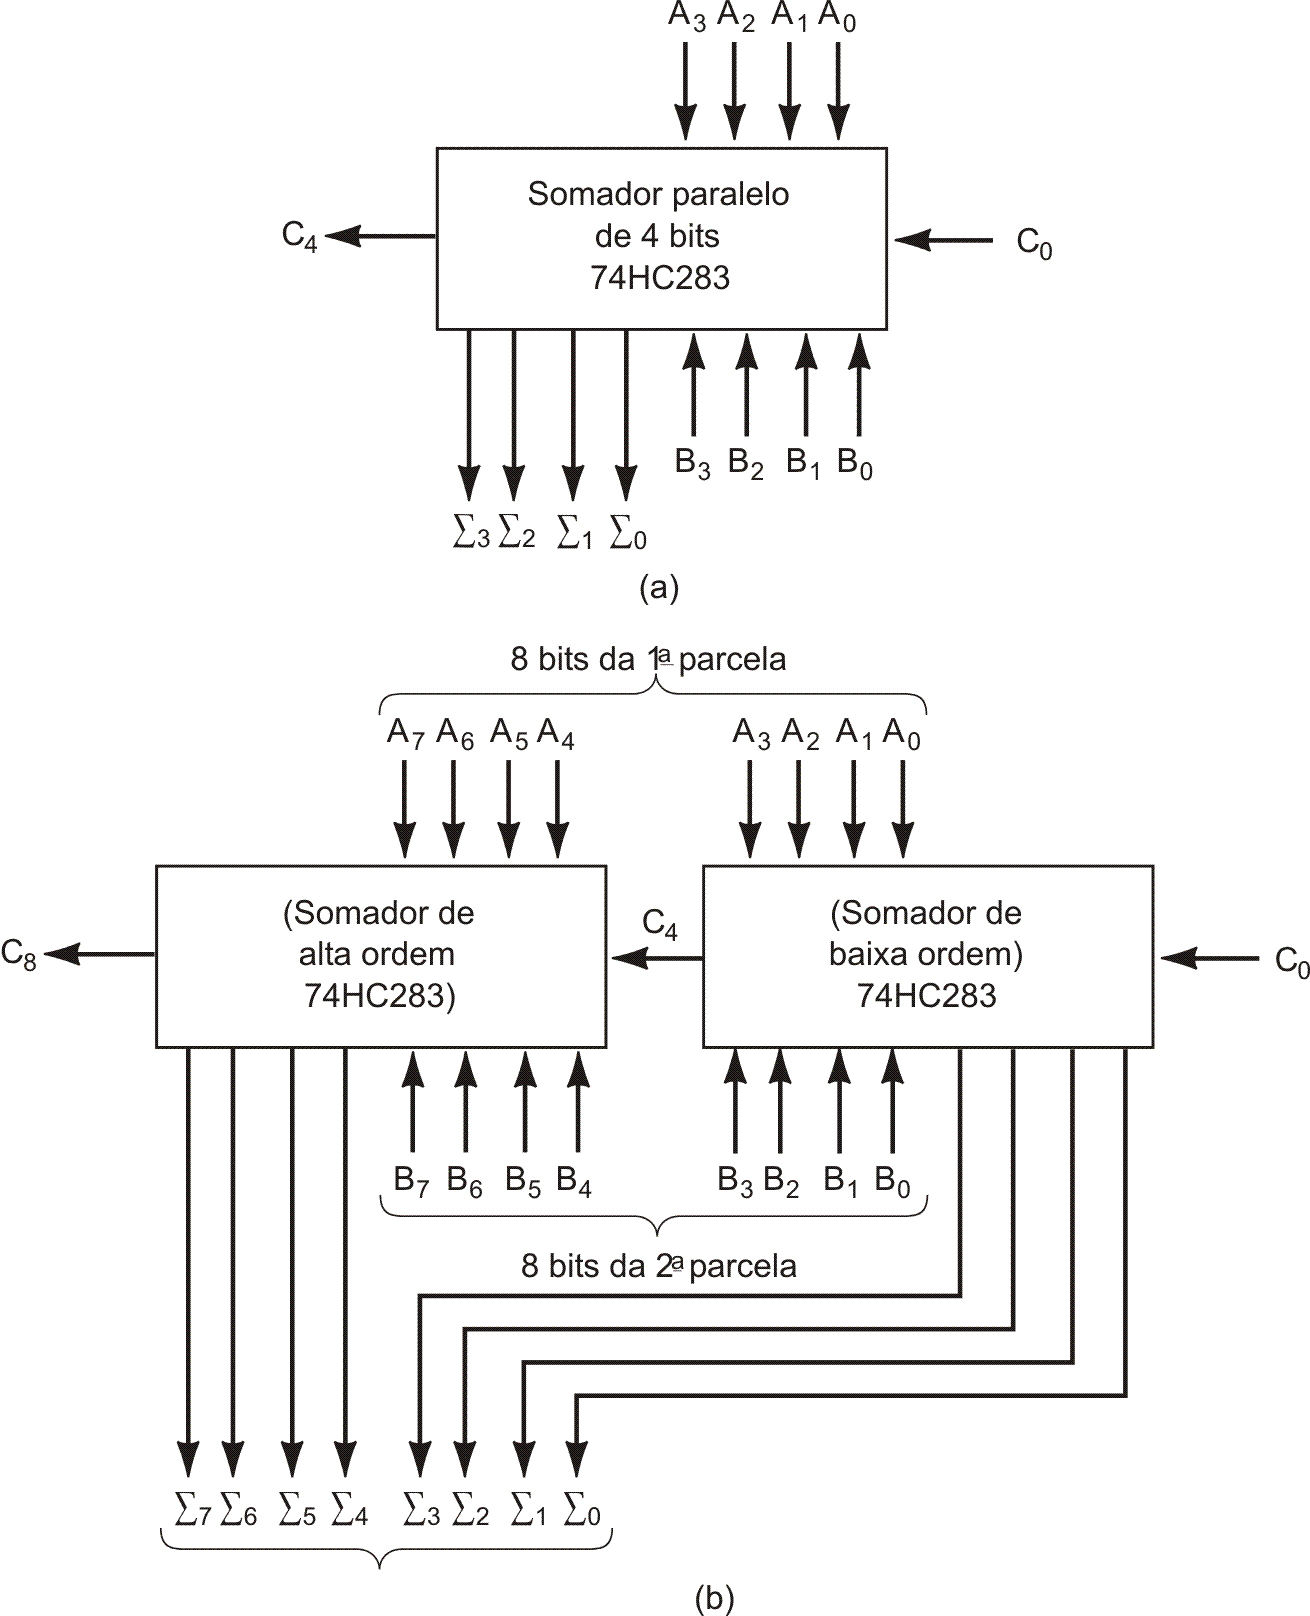 A3 A2 A1 A0
Somador paralelo
de 4 bits
74HC283
C4
C0
B3 B2 B1 B0
∑3 ∑2 ∑1 ∑0
(a)
8 bits da 1ª parcela
A7 A6 A5 A4
A3 A2 A1 A0
(Somador de
alta ordem
74HC283)
C8
C4
(Somador de
baixa ordem)
74HC283
C0
B7 B6 B5 B4
B3 B2 B1 B0
8 bits da 2ª parcela
∑7 ∑6 ∑5 ∑4 ∑3 ∑2 ∑1 ∑0
(b)